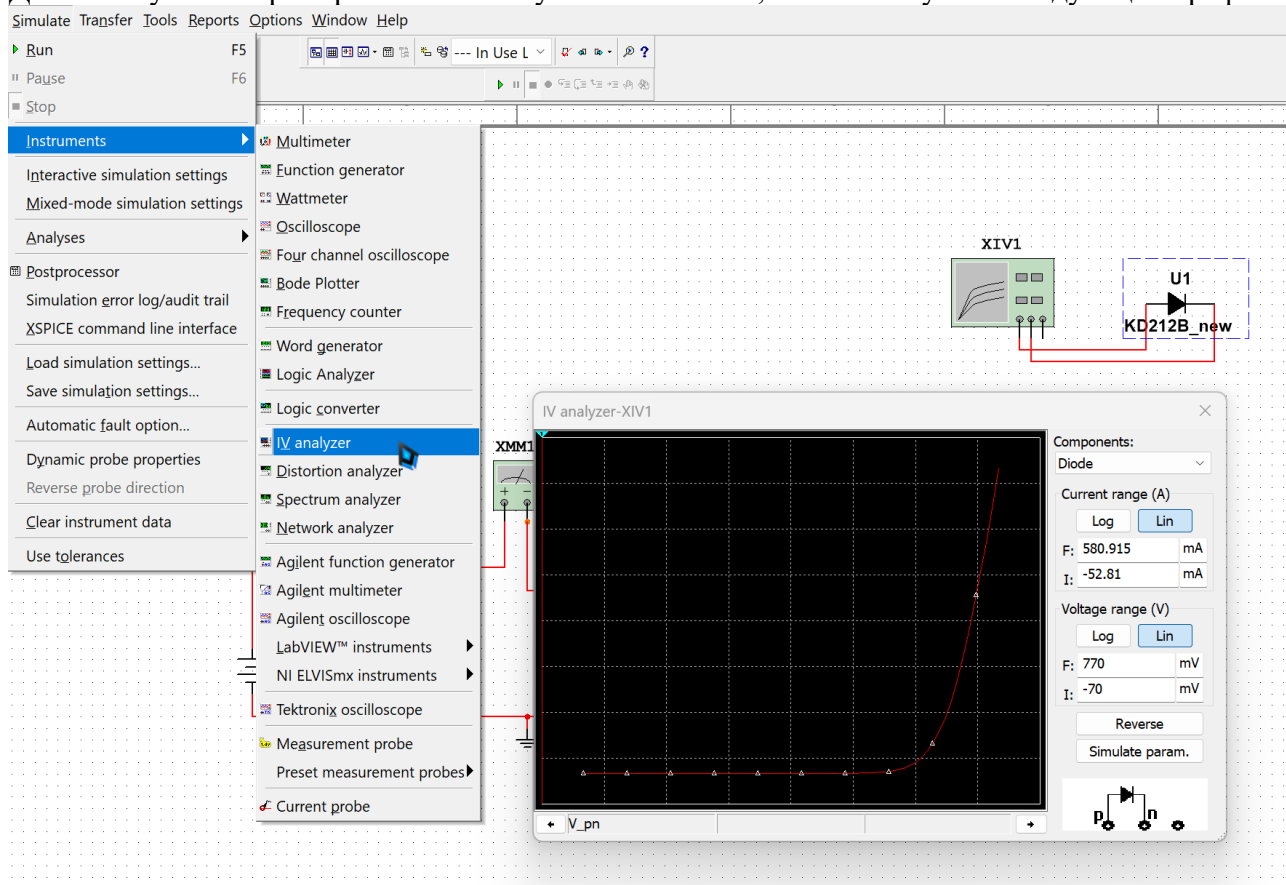 Simulate Transfer Tools Reports Options Window Help
Run F5
Pause F6
Stop
Instruments
Interactive simulation settings
Mixed-mode simulation settings
Analyses
Postprocessor
Simulation error log/audit trail
XSPICE command line interface
Load simulation settings...
Save simulation settings...
Automatic fault option...
Dynamic probe properties
Reverse probe direction
Clear instrument data
Use tolerances
--- In Use L
Multimeter
Function generator
Wattmeter
Oscilloscope
Four channel oscilloscope
Bode Plotter
Frequency counter
Word generator
Logic Analyzer
Logic converter
IV analyzer
Distortion analyzer
Spectrum analyzer
Network analyzer
Agilent function generator
Agilent multimeter
Agilent oscilloscope
LabVIEW™ instruments
NI ELVISmx instruments
Tektronix oscilloscope
Measurement probe
Preset measurement probes
Current probe
XMM1
XIV1
U1
KD212B_new
IV analyzer-XIV1
Components:
Diode
Current range (A)
Log Lin
F: 580.915 mA
I: -52.81 mA
Voltage range (V)
Log Lin
F: 770 mV
I: -70 mV
Reverse
Simulate param.
p n
V_pn